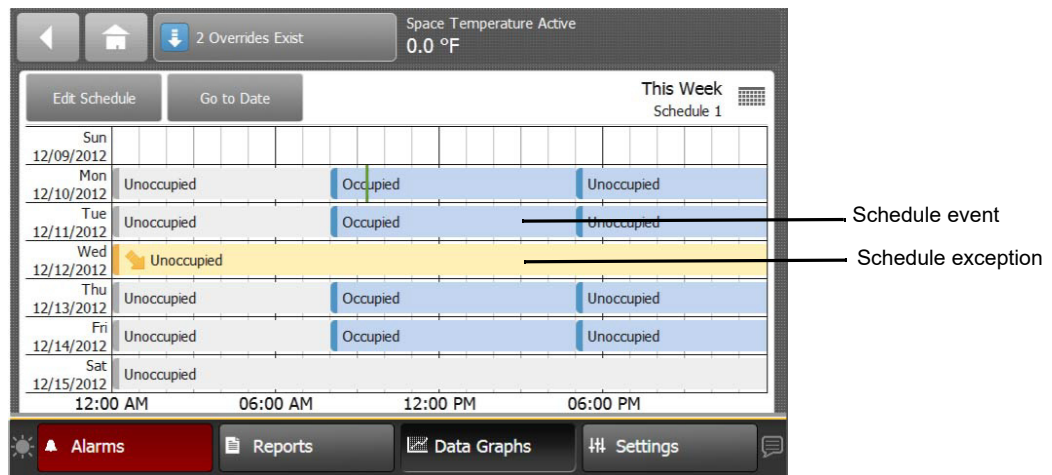 2 Overrides Exist
Space Temperature Active
0.0 °F
Edit Schedule
Go to Date
This Week
Schedule 1
Sun
12/09/2012
Mon
12/10/2012
Unoccupied
Occupied
Unoccupied
Tue
12/11/2012
Unoccupied
Occupied
Unoccupied
Schedule event
Wed
12/12/2012
Unoccupied
Schedule exception
Thu
12/13/2012
Unoccupied
Occupied
Unoccupied
Fri
12/14/2012
Unoccupied
Occupied
Unoccupied
Sat
12/15/2012
Unoccupied
12:00 AM
06:00 AM
12:00 PM
06:00 PM
Alarms
Reports
Data Graphs
Settings